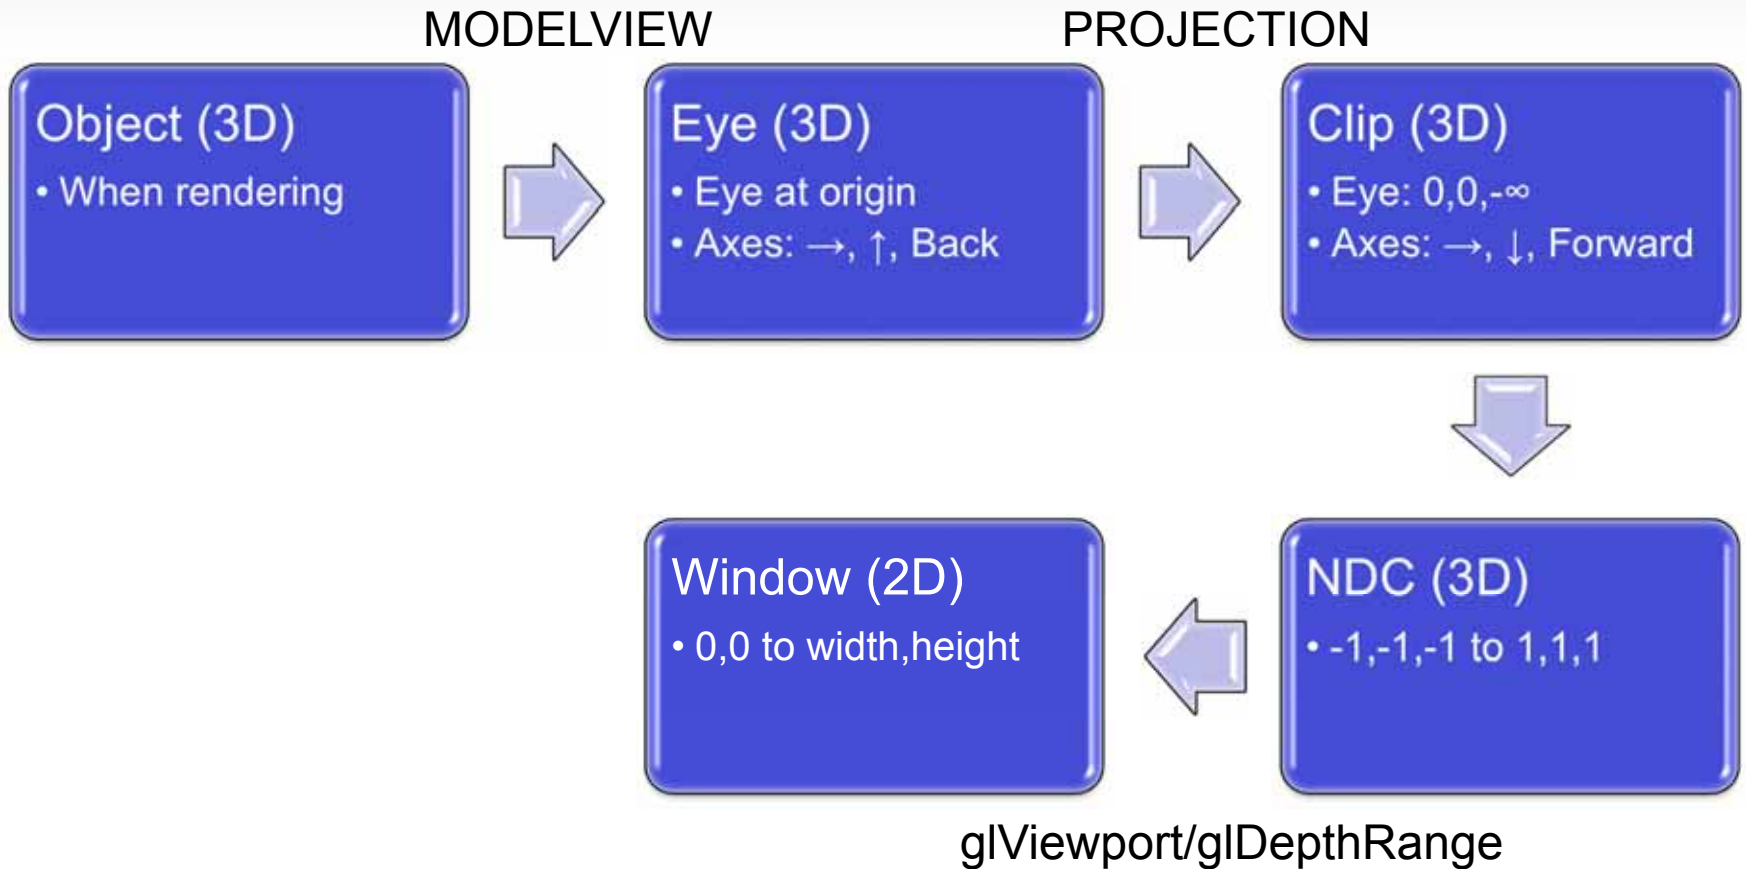 MODELVIEW
PROJECTION
Object (3D)
• When rendering
Eye (3D)
• Eye at origin
• Axes: →, ↑, Back
Clip (3D)
• Eye: 0,0,-∞
• Axes: →, ↓, Forward
Window (2D)
• 0,0 to width,height
NDC (3D)
• -1,-1,-1 to 1,1,1
glViewport/glDepthRange